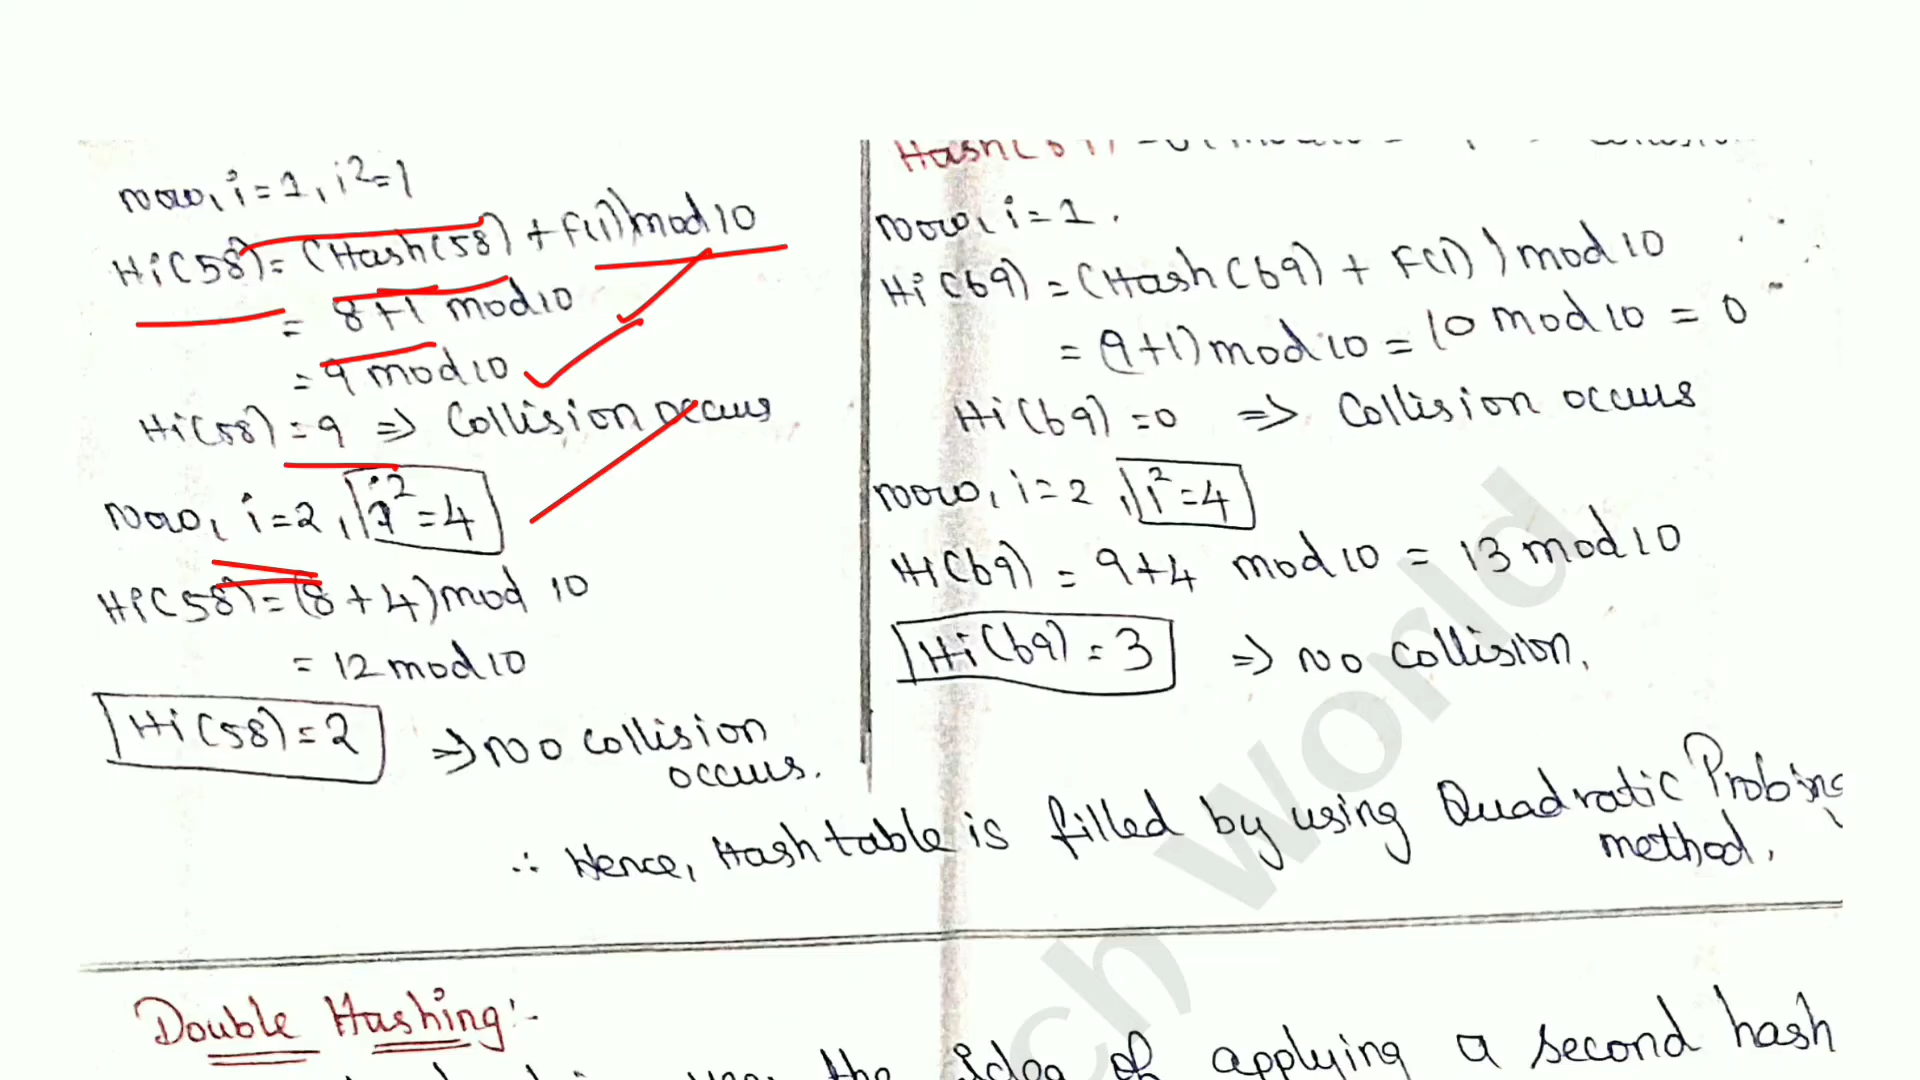 Now, i=1, i²=1
Hi(58)= (Hash(58) + F(1)) mod 10
= 8+1 mod 10
= 9 mod 10
Hi(58) = 9 => Collision occurs
Now, i=2, i²=4
Hi(58)=(8+4) mod 10
= 12 mod 10
Hi(58)=2 => No collision
occurs.
Now, i=1.
Hi(69) = (Hash(69) + F(1)) mod 10
= (9+1) mod 10 = 10 mod 10 = 0
Hi(69) = 0 => Collision occurs
Now, i=2, i²=4
Hi(69) = 9+4 mod 10 = 13 mod 10
Hi(69) = 3 => No collision.
∴ Hence, Hash table is filled by using Quadratic Probing
method.
Double Hashing:-
the idea of applying a second hash
ch world